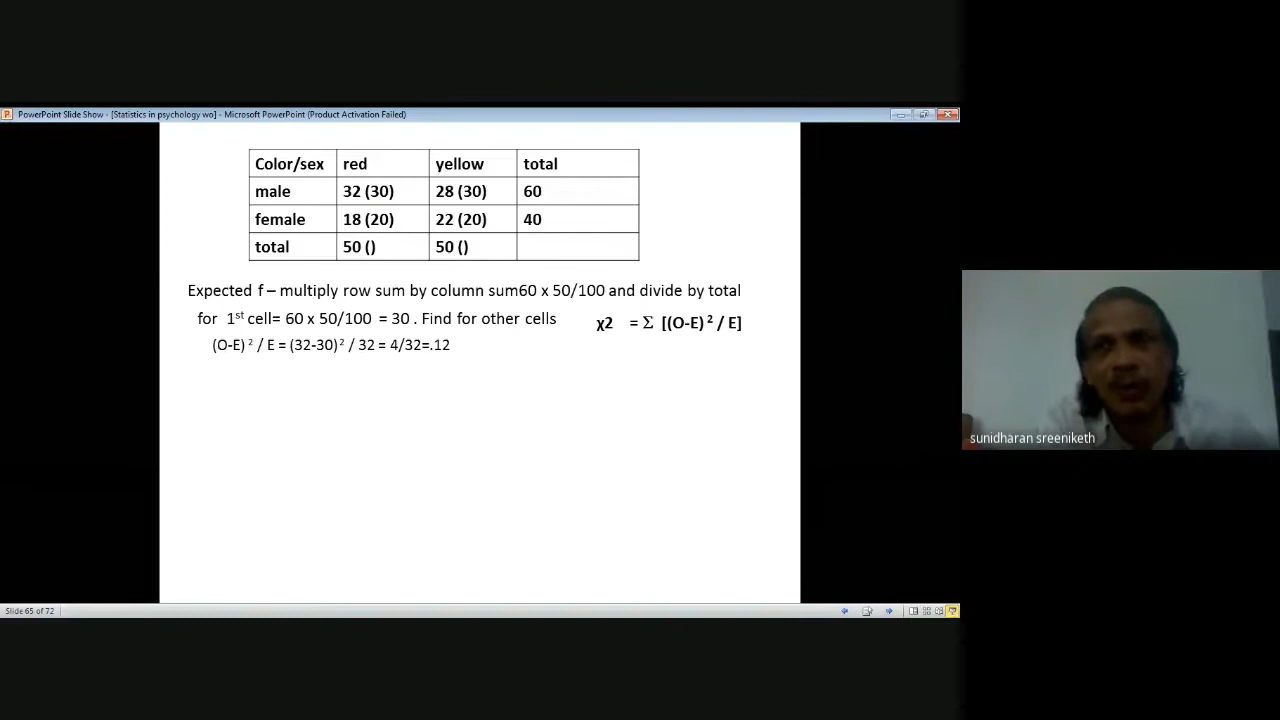 PowerPoint Slide Show - [Statistics in psychology wo] - Microsoft PowerPoint (Product Activation Failed)
Color/sex red yellow total
male 32 (30) 28 (30) 60
female 18 (20) 22 (20) 40
total 50 () 50 ()
Expected f – multiply row sum by column sum60 x 50/100 and divide by total
for 1st cell= 60 x 50/100 = 30 . Find for other cells
χ2 = Σ [(O-E) 2 / E]
(O-E) 2 / E = (32-30)2 / 32 = 4/32=.12
sunidharan sreeniketh
Slide 65 of 72